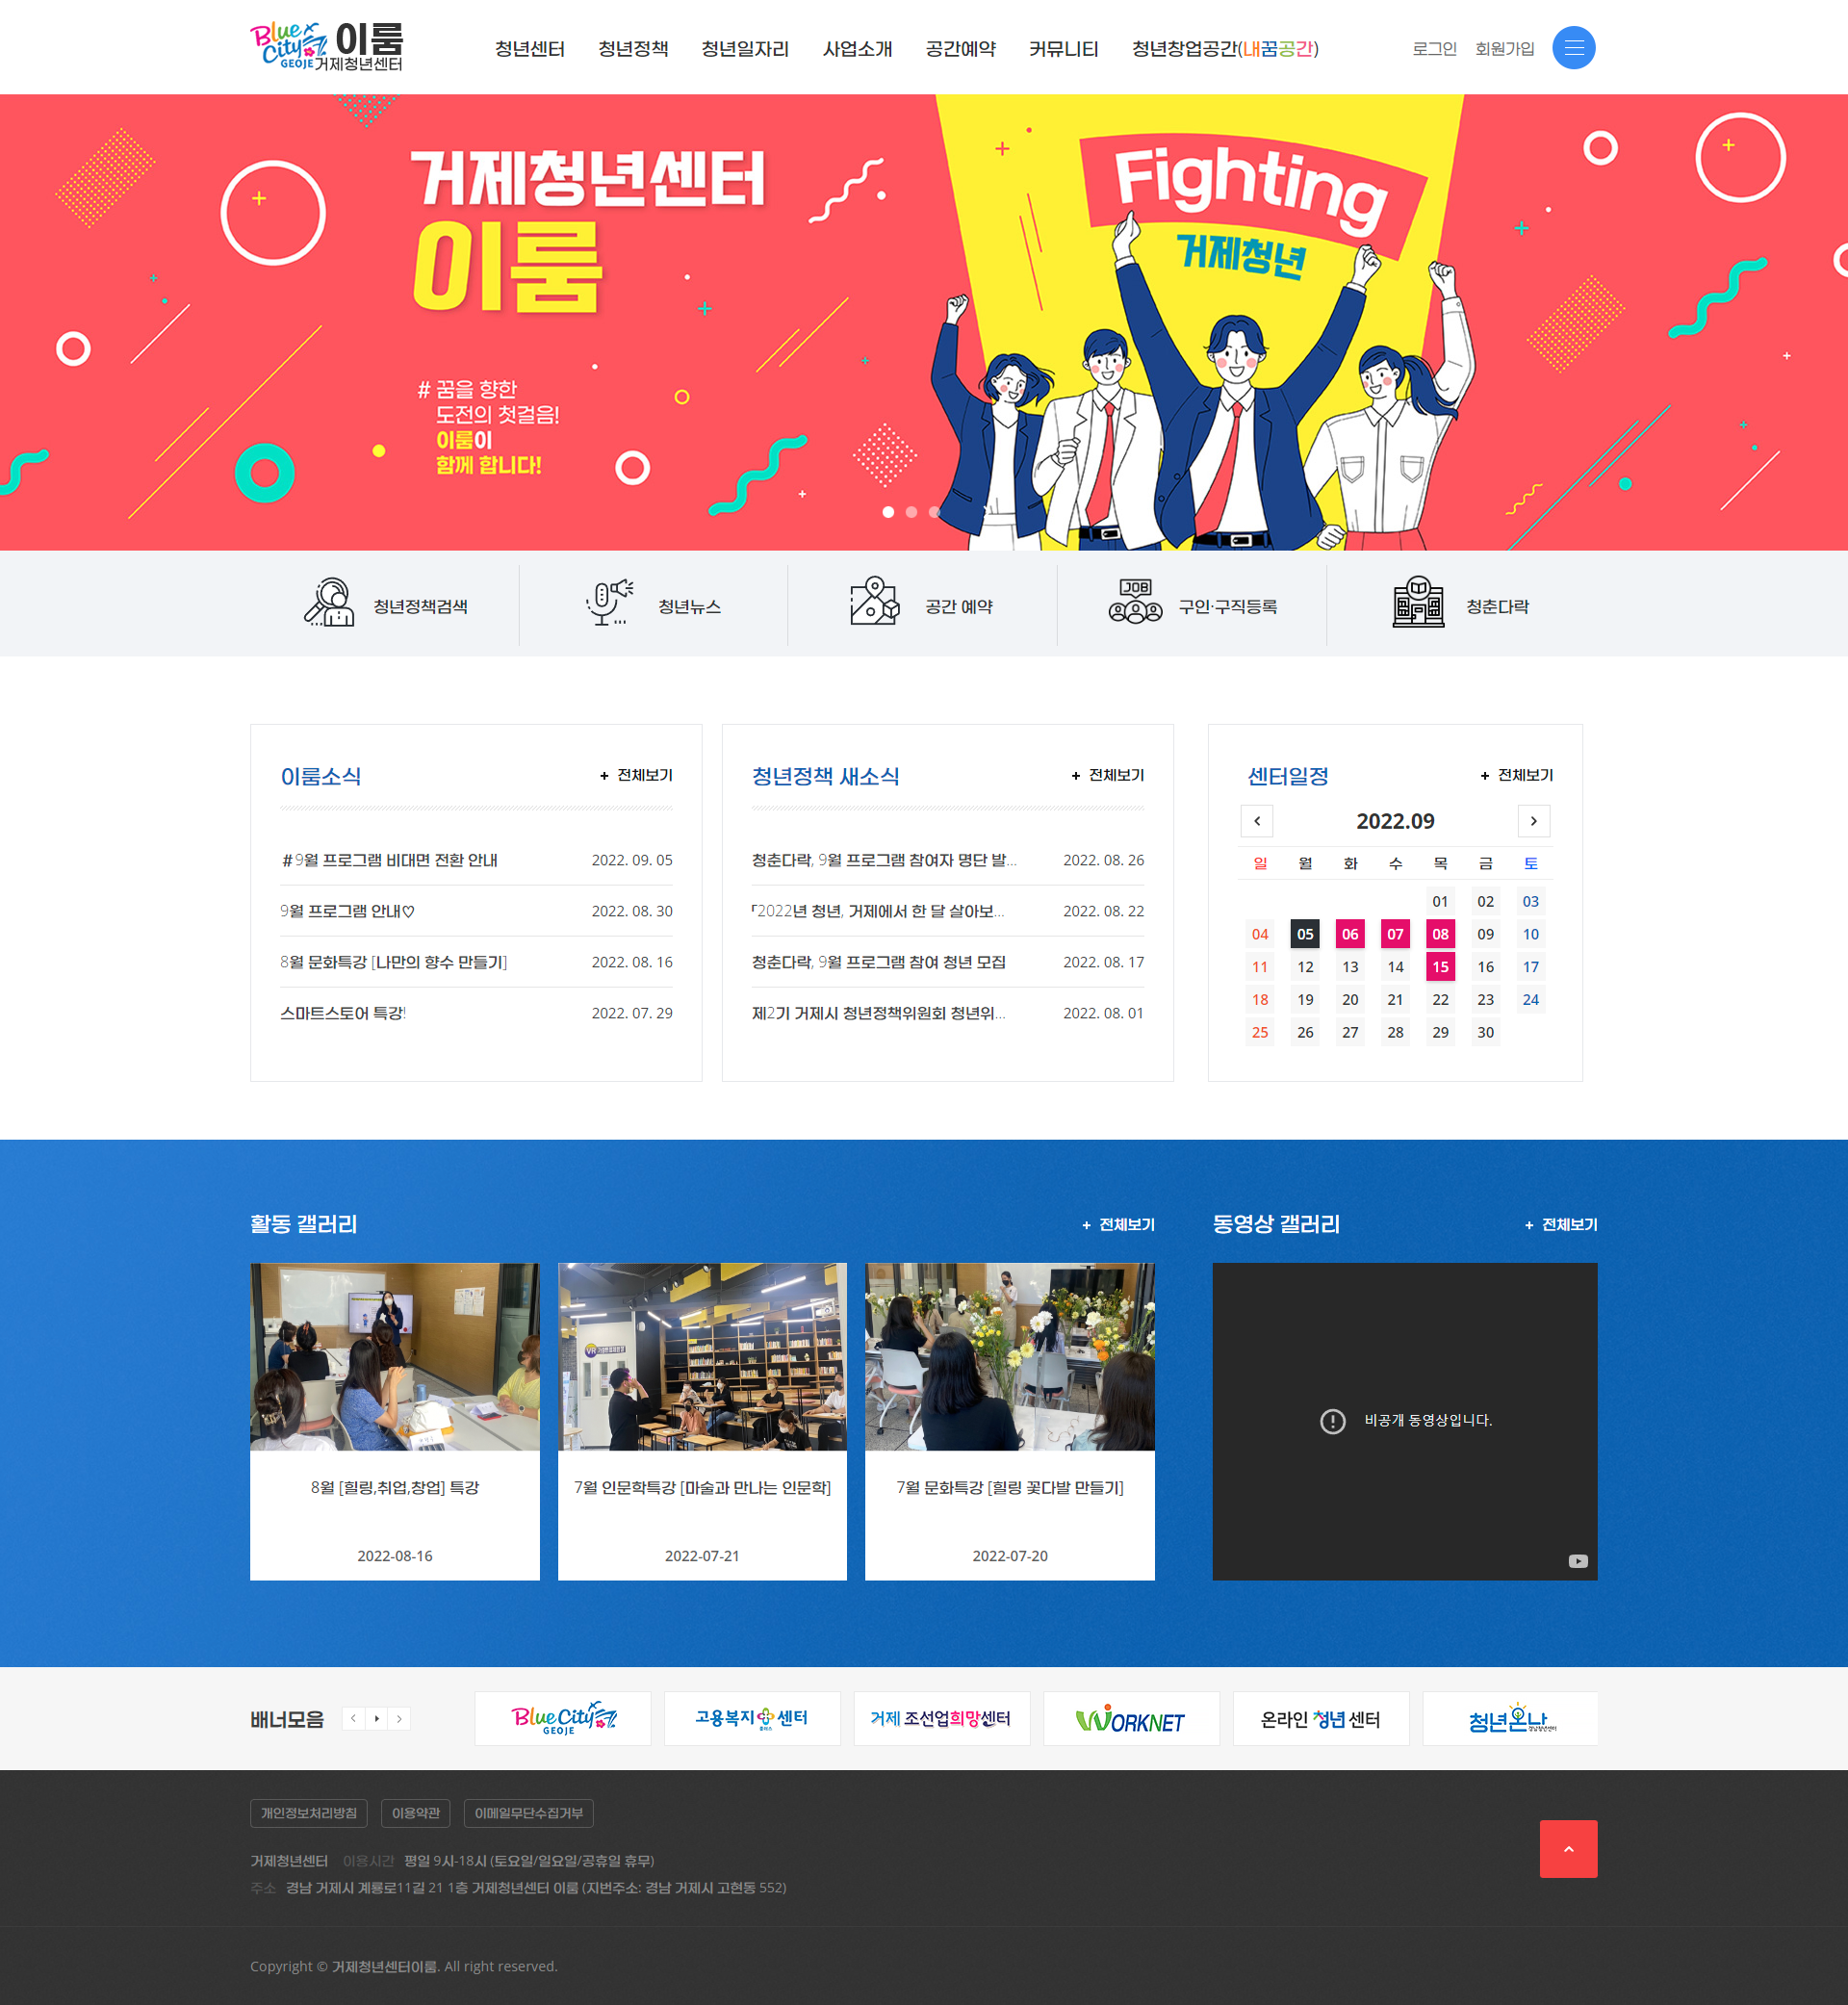 Blue City GEOJE 이룸 거제청년센터
청년센터 청년정책 청년일자리 사업소개 공간예약 커뮤니티 청년창업공간(내꿈공간)
로그인 회원가입
거제청년센터
이룸
# 꿈을 향한
도전의 첫걸음!
이룸이
함께 합니다!
Fighting
거제청년
청년정책검색
청년뉴스
공간 예약
JOB
구인·구직등록
청춘다락
이룸소식
+ 전체보기
#9월 프로그램 비대면 전환 안내 2022. 09. 05
9월 프로그램 안내♡ 2022. 08. 30
8월 문화특강 [나만의 향수 만들기] 2022. 08. 16
스마트스토어 특강! 2022. 07. 29
청년정책 새소식
+ 전체보기
청춘다락, 9월 프로그램 참여자 명단 발... 2022. 08. 26
「2022년 청년, 거제에서 한 달 살아보... 2022. 08. 22
청춘다락, 9월 프로그램 참여 청년 모집 2022. 08. 17
제2기 거제시 청년정책위원회 청년위... 2022. 08. 01
센터일정
+ 전체보기
2022.09
일 월 화 수 목 금 토
01 02 03
04 05 06 07 08 09 10
11 12 13 14 15 16 17
18 19 20 21 22 23 24
25 26 27 28 29 30
활동 갤러리
+ 전체보기
8월 [힐링,취업,창업] 특강
2022-08-16
VR
7월 인문학특강 [마술과 만나는 인문학]
2022-07-21
7월 문화특강 [힐링 꽃다발 만들기]
2022-07-20
동영상 갤러리
+ 전체보기
비공개 동영상입니다.
배너모음
Blue City GEOJE
고용복지 센터
거제 조선업희망센터
WORKNET
온라인 청년 센터
청년온나
개인정보처리방침 이용약관 이메일무단수집거부
거제청년센터 이용시간 평일 9시-18시 (토요일/일요일/공휴일 휴무)
주소 경남 거제시 계룡로11길 21 1층 거제청년센터 이룸 (지번주소: 경남 거제시 고현동 552)
Copyright © 거제청년센터이룸. All right reserved.